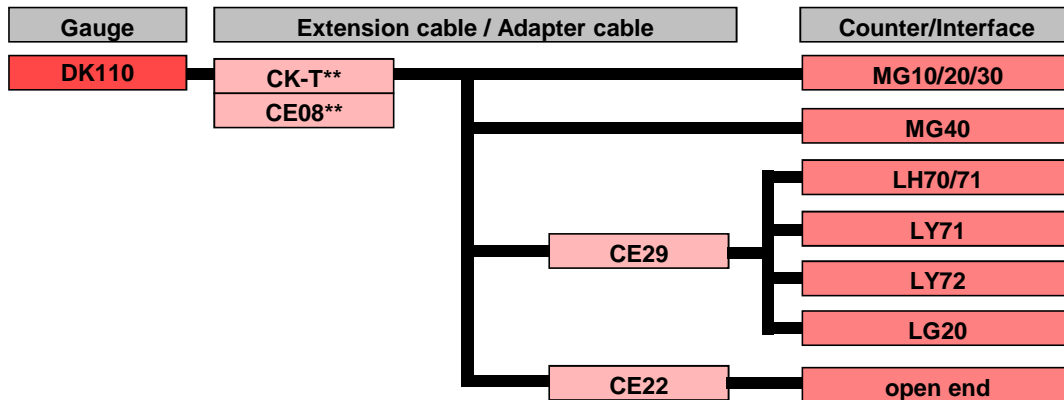 Gauge
Extension cable / Adapter cable
Counter/Interface
DK110
CK-T**
MG10/20/30
CE08**
MG40
LH70/71
LY71
CE29
LY72
LG20
CE22
open end